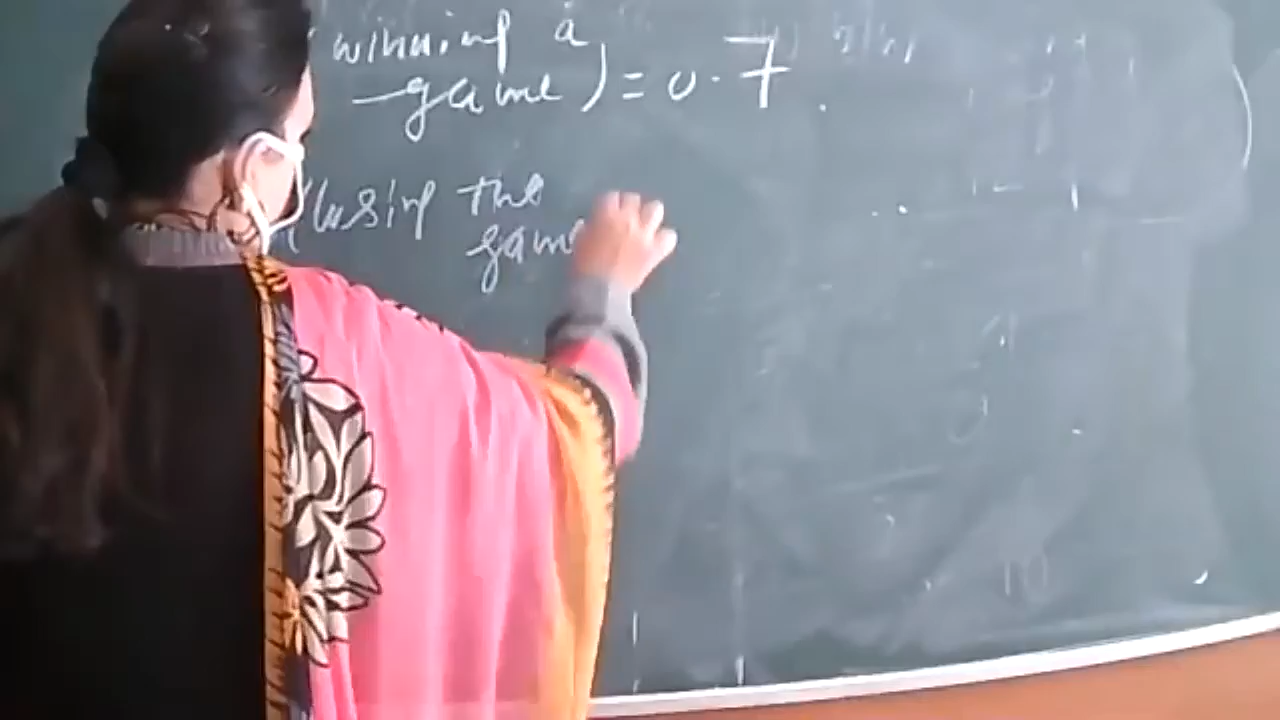 (winning a
game) = 0.7
(losing the
game